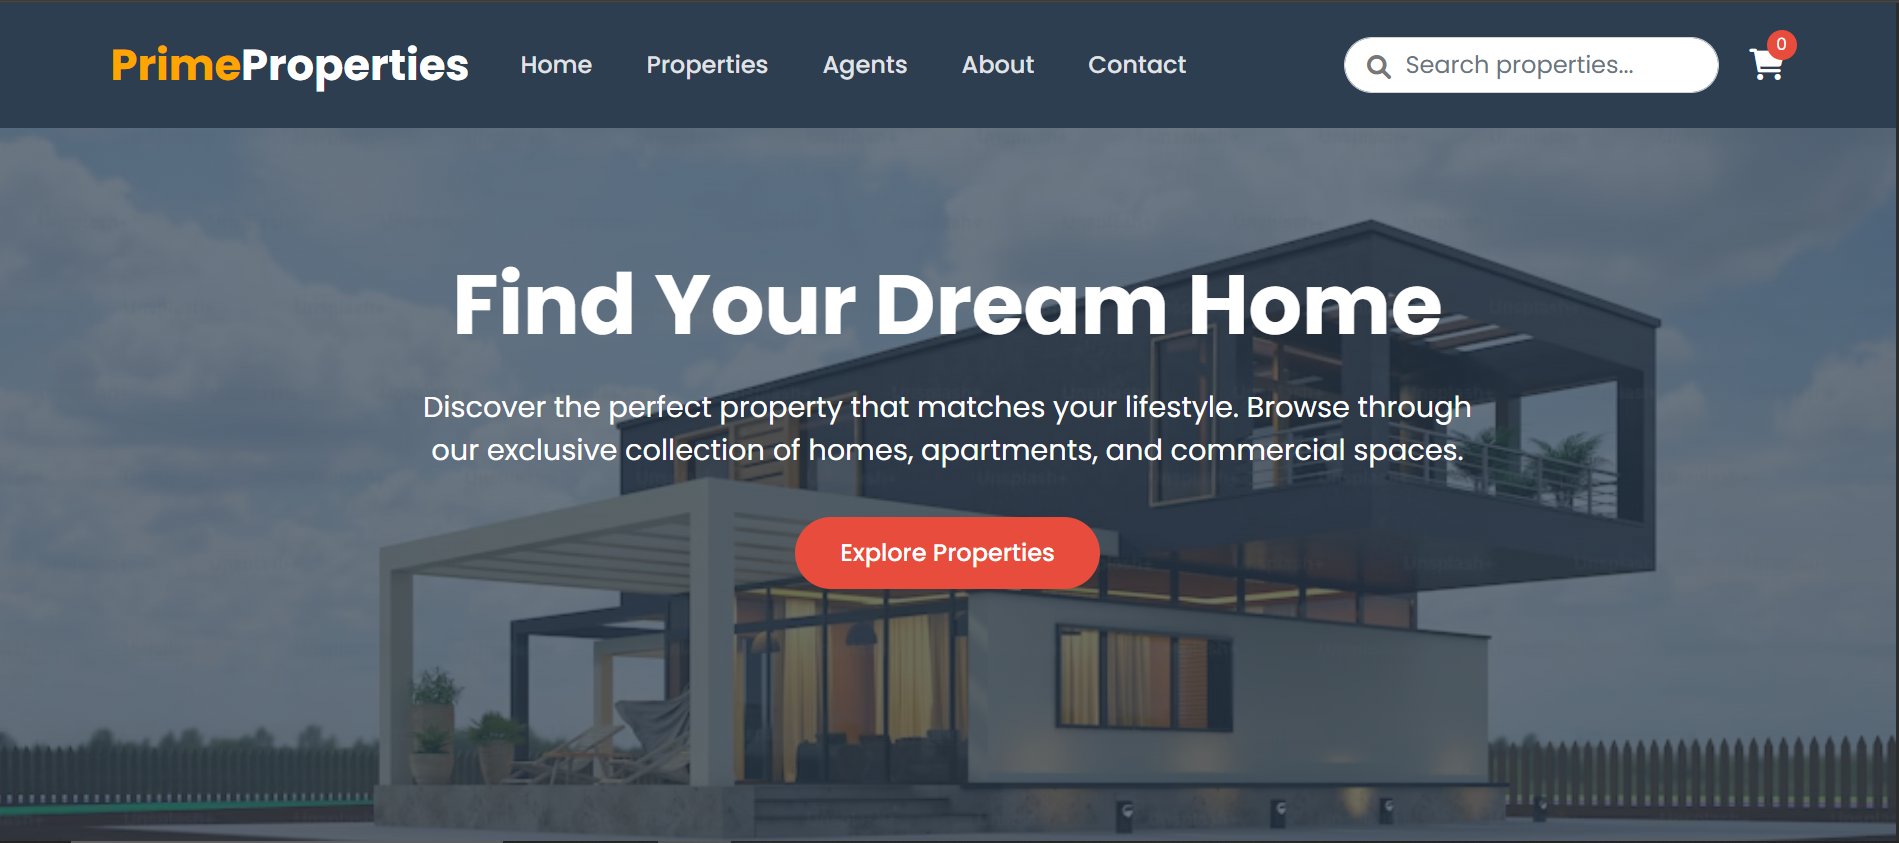 PrimeProperties
Home
Properties
Agents
About
Contact
Search properties...
0
Find Your Dream Home
Discover the perfect property that matches your lifestyle. Browse through
our exclusive collection of homes, apartments, and commercial spaces.
Explore Properties